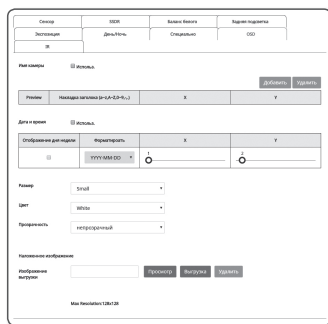 Сенсор SSDR Баланс белого Задняя подсветка
Экспозиция День/Ночь Специально OSD
IR
Имя камеры Использ.
Добавить Удалить
Preview Накладка заголовка (a~z,A~Z,0~9,-,.) X Y
Дата и время Использ.
Отображение дня недели Форматировать X Y
YYYY-MM-DD 1 2
Размер Small
Цвет White
Прозрачность непрозрачный
Наложенное изображение
Изображение выгрузки Просмотр Выгрузка Удалить
Max Resolution:128x128